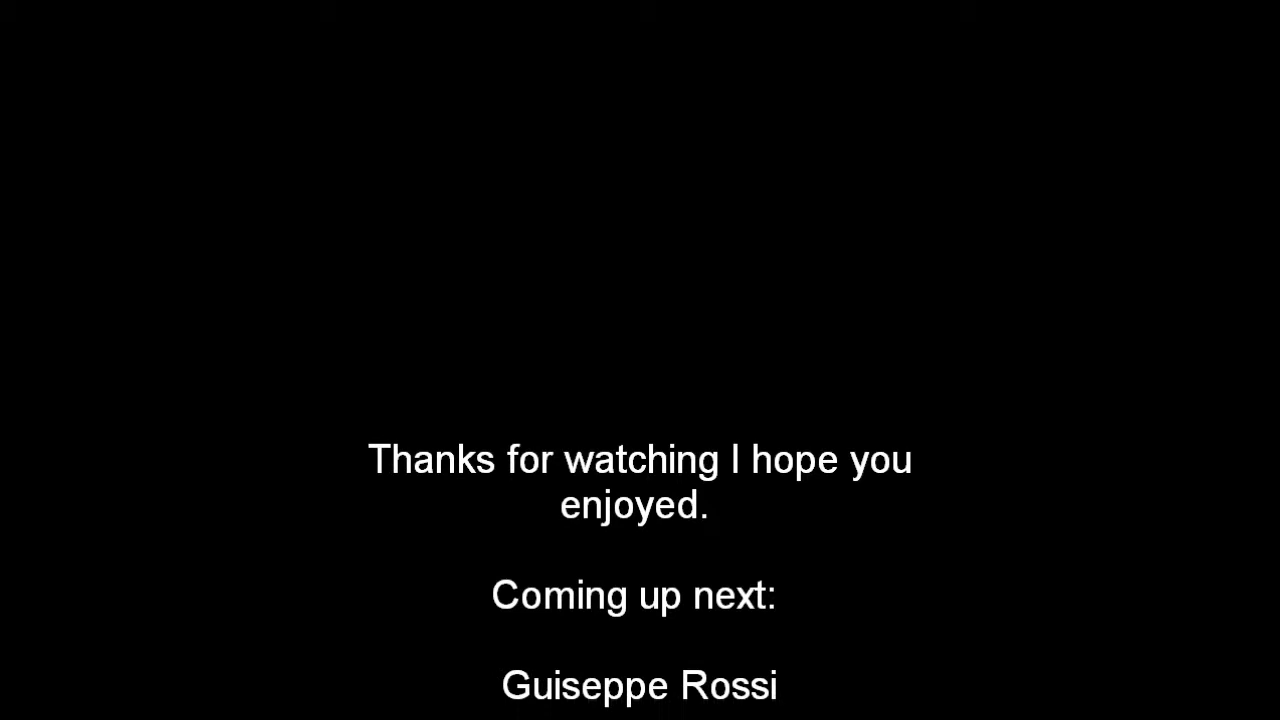 Thanks for watching I hope you
enjoyed.
Coming up next:
Guiseppe Rossi